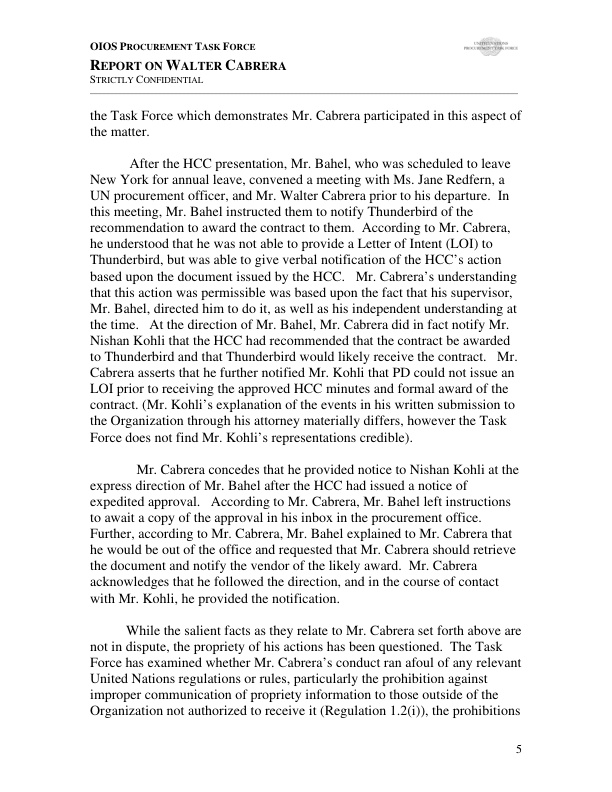 OIOS PROCUREMENT TASK FORCE
UNITED NATIONS
PROCUREMENT TASK FORCE
REPORT ON WALTER CABRERA
STRICTLY CONFIDENTIAL
the Task Force which demonstrates Mr. Cabrera participated in this aspect of
the matter.
After the HCC presentation, Mr. Bahel, who was scheduled to leave
New York for annual leave, convened a meeting with Ms. Jane Redfern, a
UN procurement officer, and Mr. Walter Cabrera prior to his departure.  In
this meeting, Mr. Bahel instructed them to notify Thunderbird of the
recommendation to award the contract to them.  According to Mr. Cabrera,
he understood that he was not able to provide a Letter of Intent (LOI) to
Thunderbird, but was able to give verbal notification of the HCC’s action
based upon the document issued by the HCC.   Mr. Cabrera’s understanding
that this action was permissible was based upon the fact that his supervisor,
Mr. Bahel, directed him to do it, as well as his independent understanding at
the time.   At the direction of Mr. Bahel, Mr. Cabrera did in fact notify Mr.
Nishan Kohli that the HCC had recommended that the contract be awarded
to Thunderbird and that Thunderbird would likely receive the contract.   Mr.
Cabrera asserts that he further notified Mr. Kohli that PD could not issue an
LOI prior to receiving the approved HCC minutes and formal award of the
contract. (Mr. Kohli’s explanation of the events in his written submission to
the Organization through his attorney materially differs, however the Task
Force does not find Mr. Kohli’s representations credible).
Mr. Cabrera concedes that he provided notice to Nishan Kohli at the
express direction of Mr. Bahel after the HCC had issued a notice of
expedited approval.   According to Mr. Cabrera, Mr. Bahel left instructions
to await a copy of the approval in his inbox in the procurement office.
Further, according to Mr. Cabrera, Mr. Bahel explained to Mr. Cabrera that
he would be out of the office and requested that Mr. Cabrera should retrieve
the document and notify the vendor of the likely award.  Mr. Cabrera
acknowledges that he followed the direction, and in the course of contact
with Mr. Kohli, he provided the notification.
While the salient facts as they relate to Mr. Cabrera set forth above are
not in dispute, the propriety of his actions has been questioned.  The Task
Force has examined whether Mr. Cabrera’s conduct ran afoul of any relevant
United Nations regulations or rules, particularly the prohibition against
improper communication of propriety information to those outside of the
Organization not authorized to receive it (Regulation 1.2(i)), the prohibitions
5